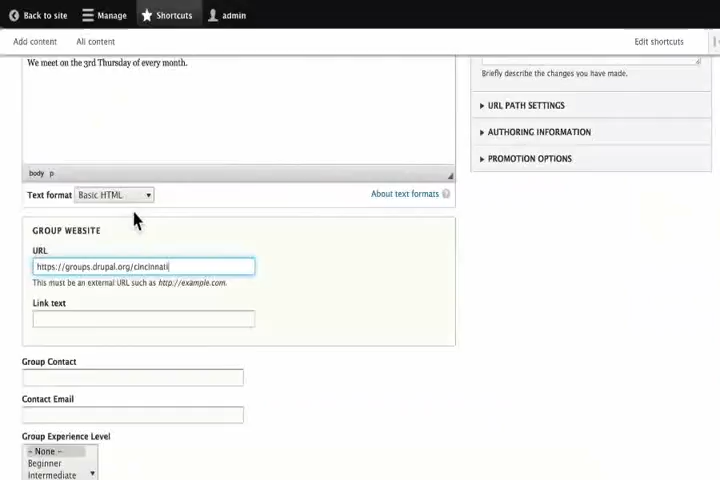 Back to site Manage Shortcuts admin
Add content All content Edit shortcuts
We meet on the 3rd Thursday of every month.
Briefly describe the changes you have made.
URL PATH SETTINGS
AUTHORING INFORMATION
PROMOTION OPTIONS
body p
Text format Basic HTML About text formats
GROUP WEBSITE
URL
https://groups.drupal.org/cincinnati
This must be an external URL such as http://example.com.
Link text
Group Contact
Contact Email
Group Experience Level
- None -
Beginner
Intermediate